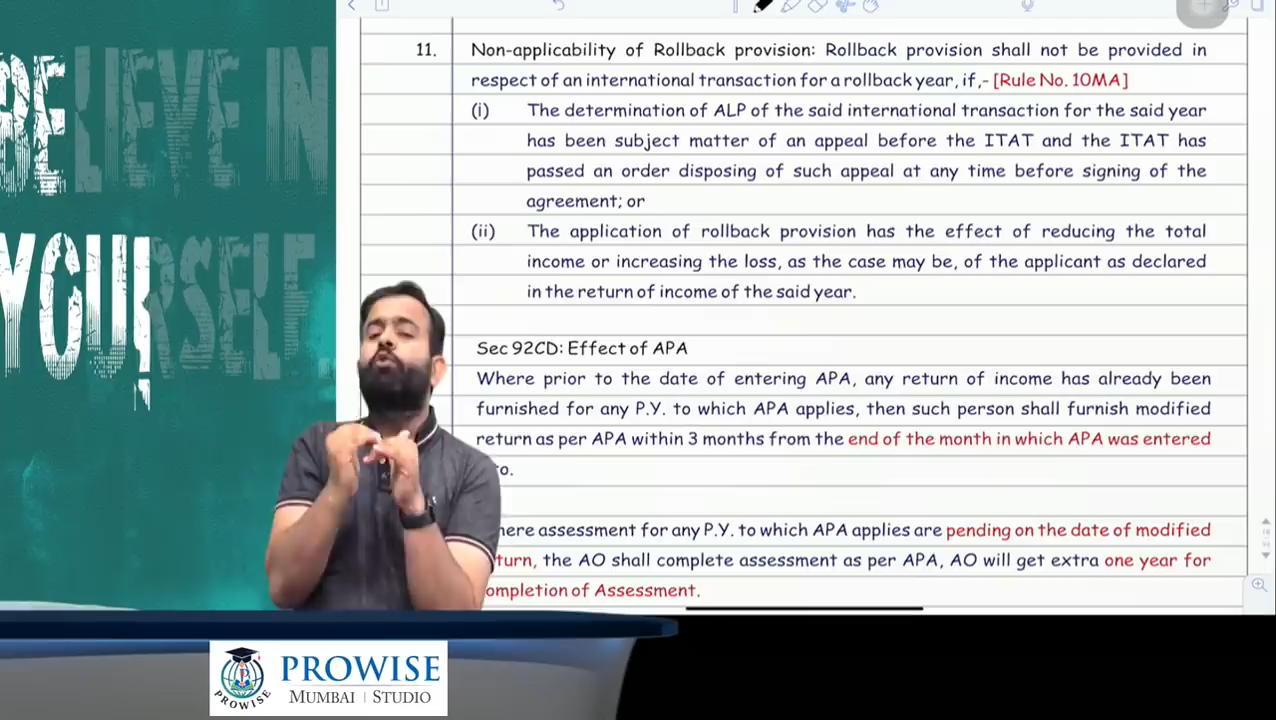 BELIEVE IN
YOURSELF.
11. Non-applicability of Rollback provision: Rollback provision shall not be provided in
respect of an international transaction for a rollback year, if,- [Rule No. 10MA]
(i) The determination of ALP of the said international transaction for the said year
has been subject matter of an appeal before the ITAT and the ITAT has
passed an order disposing of such appeal at any time before signing of the
agreement; or
(ii) The application of rollback provision has the effect of reducing the total
income or increasing the loss, as the case may be, of the applicant as declared
in the return of income of the said year.
Sec 92CD: Effect of APA
Where prior to the date of entering APA, any return of income has already been
furnished for any P.Y. to which APA applies, then such person shall furnish modified
return as per APA within 3 months from the end of the month in which APA was entered
to.
here assessment for any P.Y. to which APA applies are pending on the date of modified
turn, the AO shall complete assessment as per APA, AO will get extra one year for
ompletion of Assessment.
PROWISE
PROWISE
MUMBAI | STUDIO